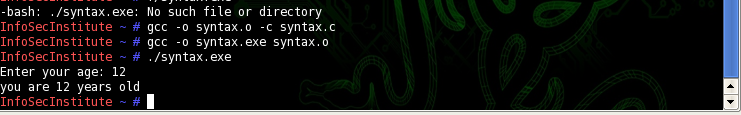 -bash: ./syntax.exe: No such file or directory
InfoSecInstitute ~ # gcc -o syntax.o -c syntax.c
InfoSecInstitute ~ # gcc -o syntax.exe syntax.o
InfoSecInstitute ~ # ./syntax.exe
Enter your age: 12
you are 12 years old
InfoSecInstitute ~ #